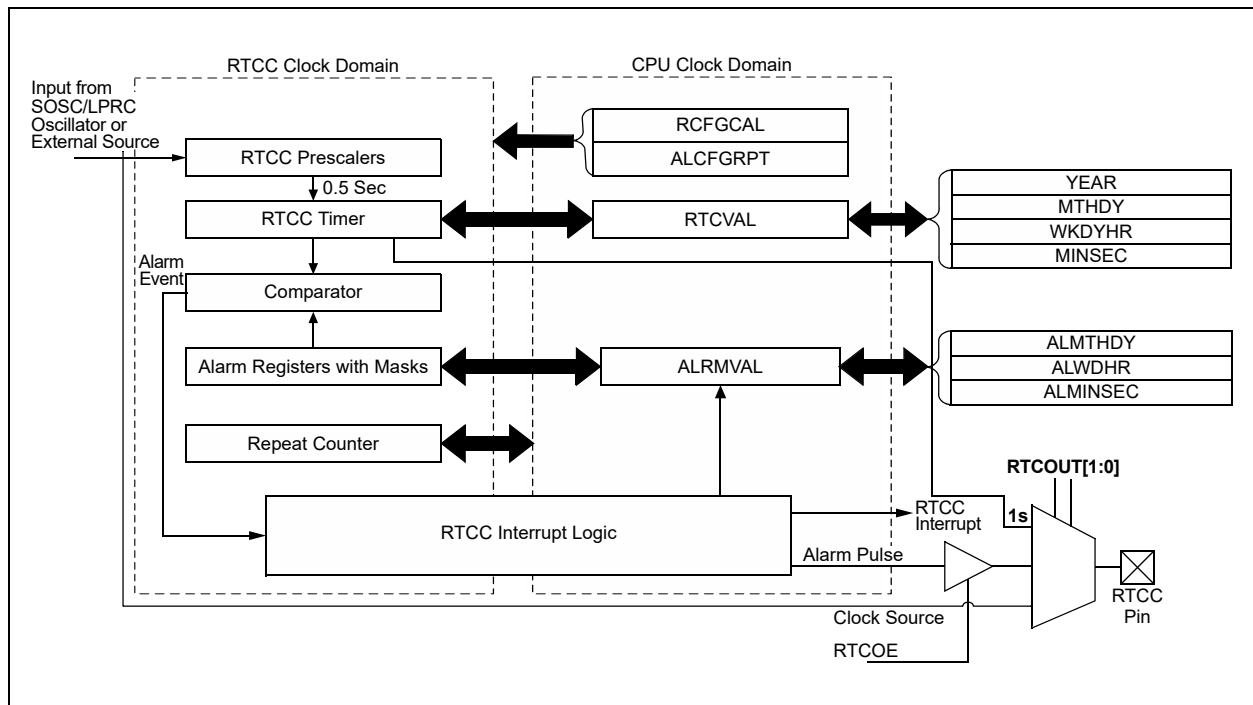 RTCC Clock Domain
CPU Clock Domain
Input from
SOSC/LPRC
Oscillator or
External Source
RCFGCAL
ALCFGRPT
RTCC Prescalers
0.5 Sec
YEAR
MTHDY
WKDYHR
MINSEC
RTCC Timer
RTCVAL
Alarm
Event
Comparator
Alarm Registers with Masks
ALRMVAL
ALMTHDY
ALWDHR
ALMINSEC
Repeat Counter
RTCOUT[1:0]
RTCC Interrupt Logic
RTCC
Interrupt
1s
Alarm Pulse
Clock Source
RTCC
Pin
RTCOE